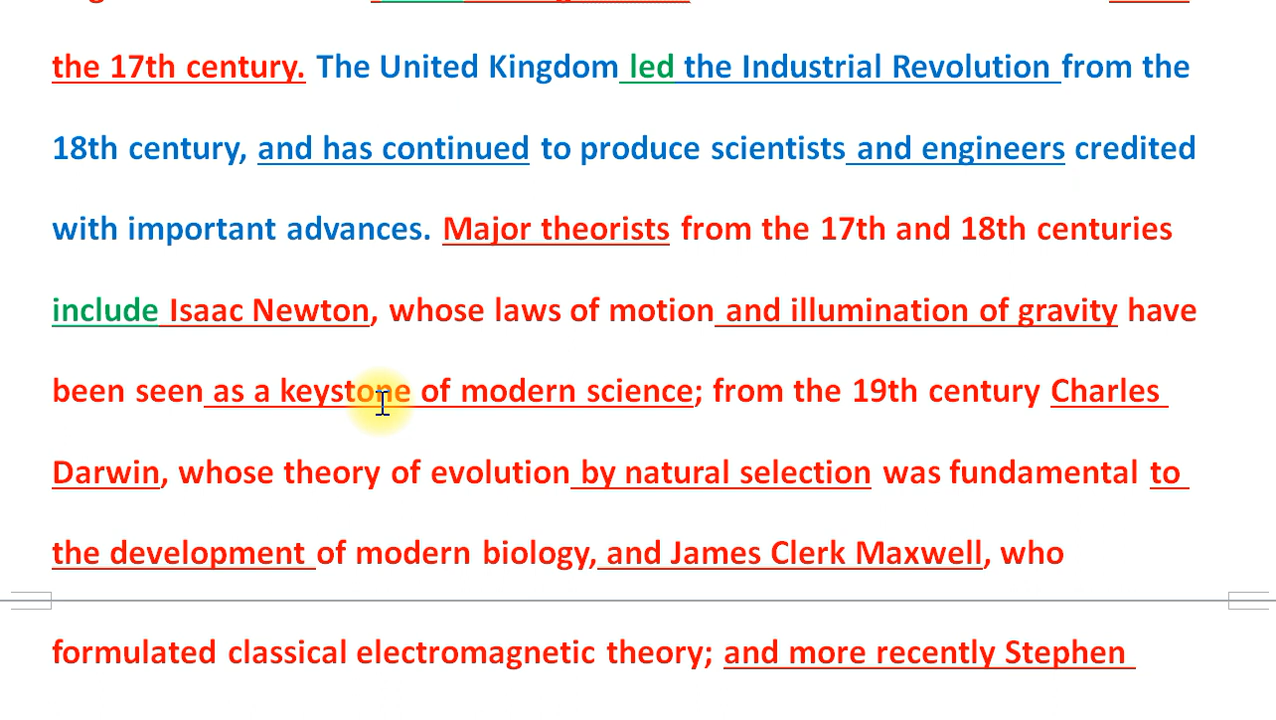 the 17th century. The United Kingdom led the Industrial Revolution from the
18th century, and has continued to produce scientists and engineers credited
with important advances. Major theorists from the 17th and 18th centuries
include Isaac Newton, whose laws of motion and illumination of gravity have
been seen as a keystone of modern science; from the 19th century Charles
Darwin, whose theory of evolution by natural selection was fundamental to
the development of modern biology, and James Clerk Maxwell, who
formulated classical electromagnetic theory; and more recently Stephen